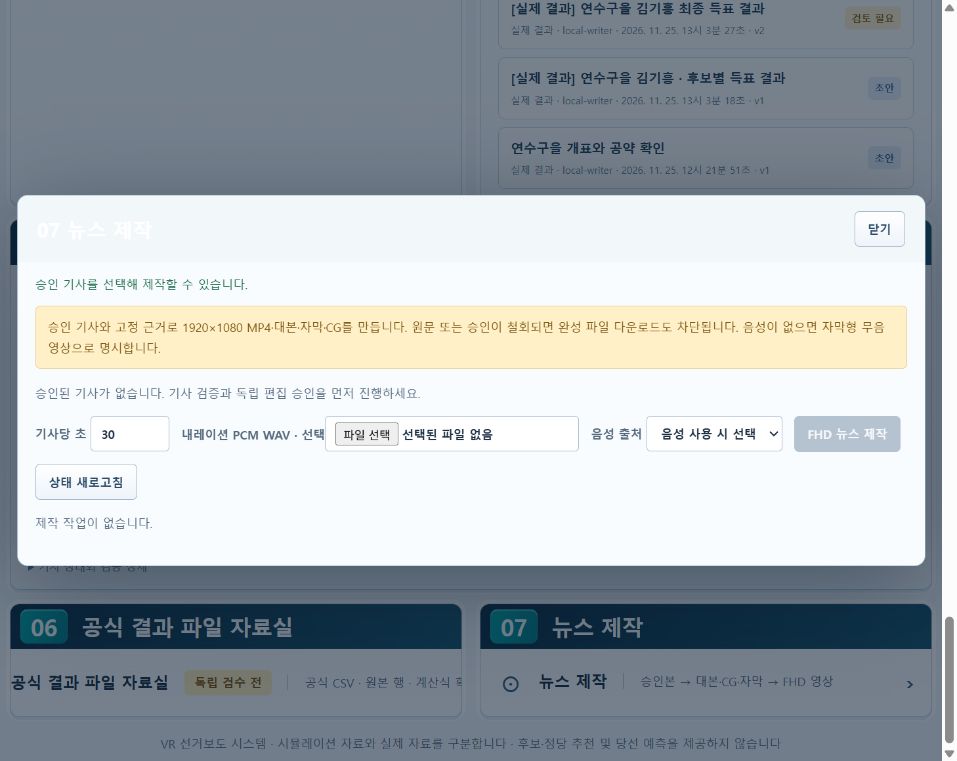 [실제 결과] 연수구을 김기흥 최종 득표 결과
검토 필요
실제 결과 · local-writer · 2026. 11. 25. 13시 3분 27초 · v2
[실제 결과] 연수구을 김기흥 · 후보별 득표 결과
초안
실제 결과 · local-writer · 2026. 11. 25. 13시 3분 18초 · v1
연수구을 개표와 공약 확인
초안
실제 결과 · local-writer · 2026. 11. 25. 12시 21분 51초 · v1
07 뉴스 제작
닫기
승인 기사를 선택해 제작할 수 있습니다.
승인 기사와 고정 근거로 1920×1080 MP4·대본·자막·CG를 만듭니다. 원문 또는 승인이 철회되면 완성 파일 다운로드도 차단됩니다. 음성이 없으면 자막형 무음
영상으로 명시합니다.
승인된 기사가 없습니다. 기사 검증과 독립 편집 승인을 먼저 진행하세요.
기사당 초 30 내레이션 PCM WAV · 선택 파일 선택 선택된 파일 없음 음성 출처 음성 사용 시 선택 FHD 뉴스 제작
상태 새로고침
제작 작업이 없습니다.
06 공식 결과 파일 자료실
07 뉴스 제작
공식 결과 파일 자료실 독립 검수 전 공식 CSV · 원본 행 · 계산식
뉴스 제작 승인본 → 대본·CG·자막 → FHD 영상
VR 선거보도 시스템 · 시뮬레이션 자료와 실제 자료를 구분합니다 · 후보·정당 추천 및 당선 예측을 제공하지 않습니다